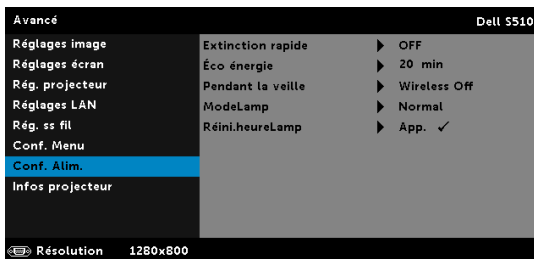 Avancé Dell S510
Réglages image Extinction rapide OFF
Réglages écran Éco énergie 20 min
Rég. projecteur Pendant la veille Wireless Off
Réglages LAN ModeLamp Normal
Rég. ss fil Réini.heureLamp App. ✓
Conf. Menu
Conf. Alim.
Infos projecteur
Résolution 1280x800